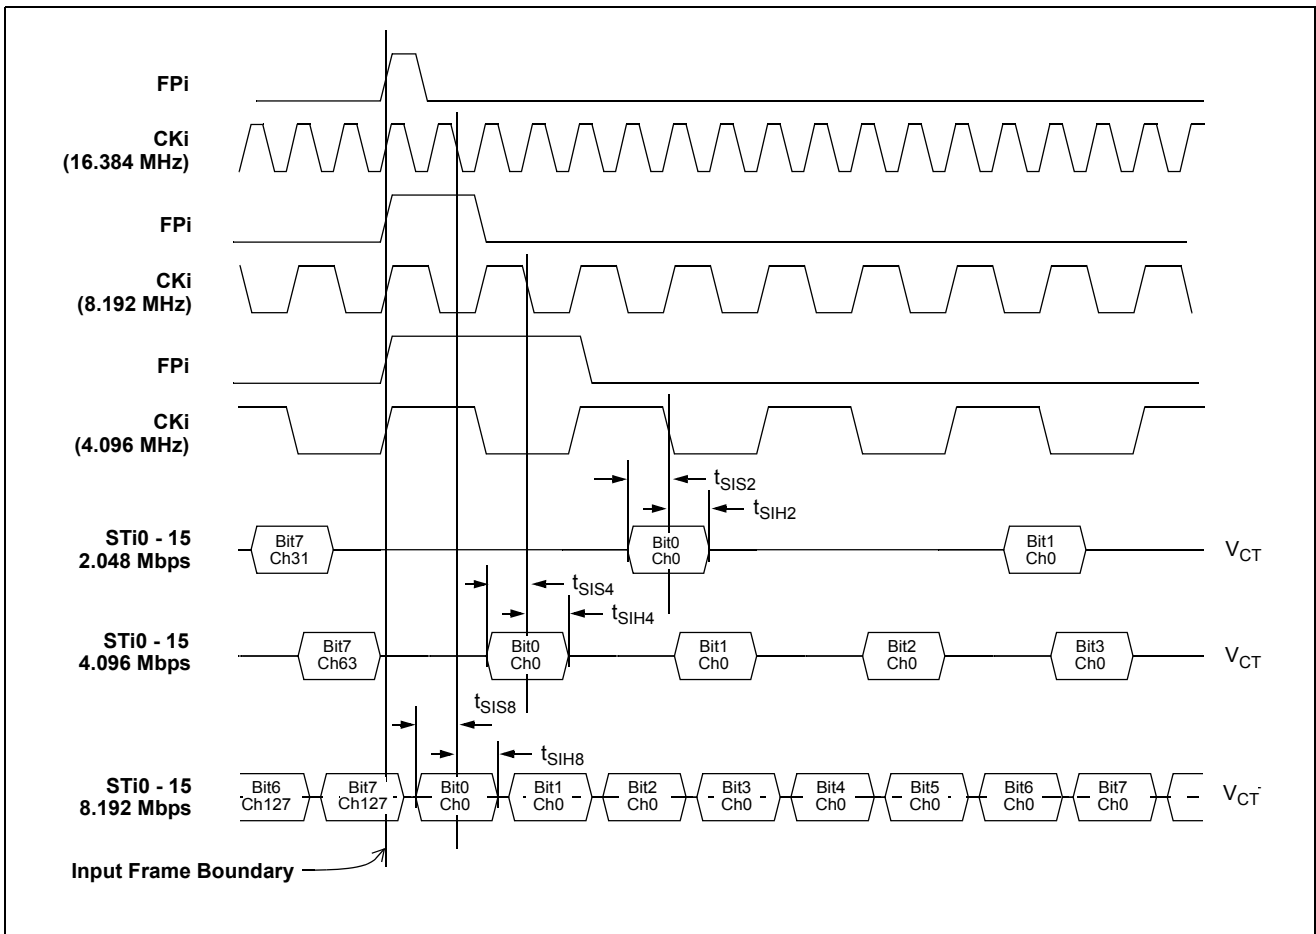 FPi
CKi
(16.384 MHz)
FPi
CKi
(8.192 MHz)
FPi
CKi
(4.096 MHz)
tSIS2
tSIH2
STi0 - 15
2.048 Mbps
Bit7
Ch31
Bit0
Ch0
Bit1
Ch0
VCT
tSIS4
tSIH4
STi0 - 15
4.096 Mbps
Bit7
Ch63
Bit0
Ch0
Bit1
Ch0
Bit2
Ch0
Bit3
Ch0
VCT
tSIS8
tSIH8
STi0 - 15
8.192 Mbps
Bit6
Ch127
Bit7
Ch127
Bit0
Ch0
Bit1
Ch0
Bit2
Ch0
Bit3
Ch0
Bit4
Ch0
Bit5
Ch0
Bit6
Ch0
Bit7
Ch0
VCT
Input Frame Boundary